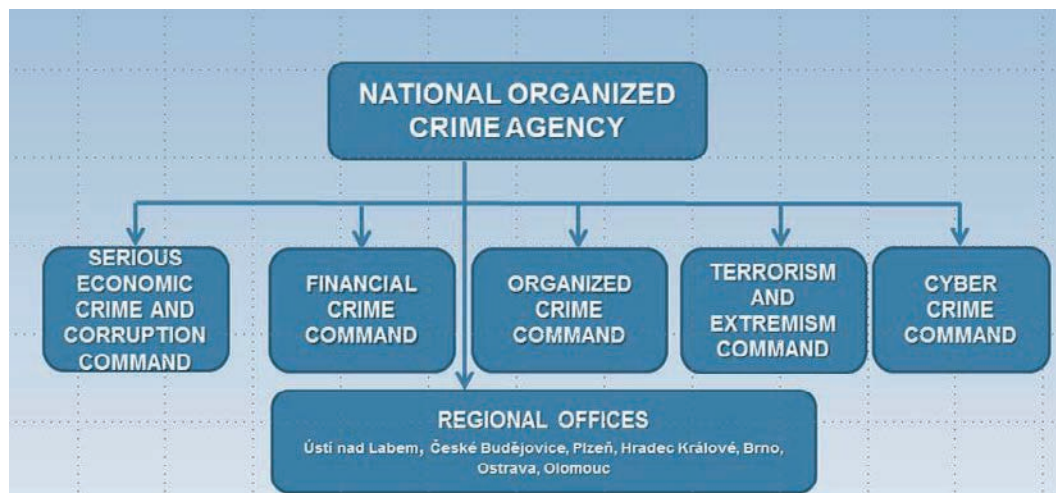 NATIONAL ORGANIZED
CRIME AGENCY
SERIOUS
ECONOMIC
CRIME AND
CORRUPTION
COMMAND
FINANCIAL
CRIME
COMMAND
ORGANIZED
CRIME
COMMAND
TERRORISM
AND
EXTREMISM
COMMAND
CYBER
CRIME
COMMAND
REGIONAL OFFICES
Ústí nad Labem, České Budějovice, Plzeň, Hradec Králové, Brno,
Ostrava, Olomouc